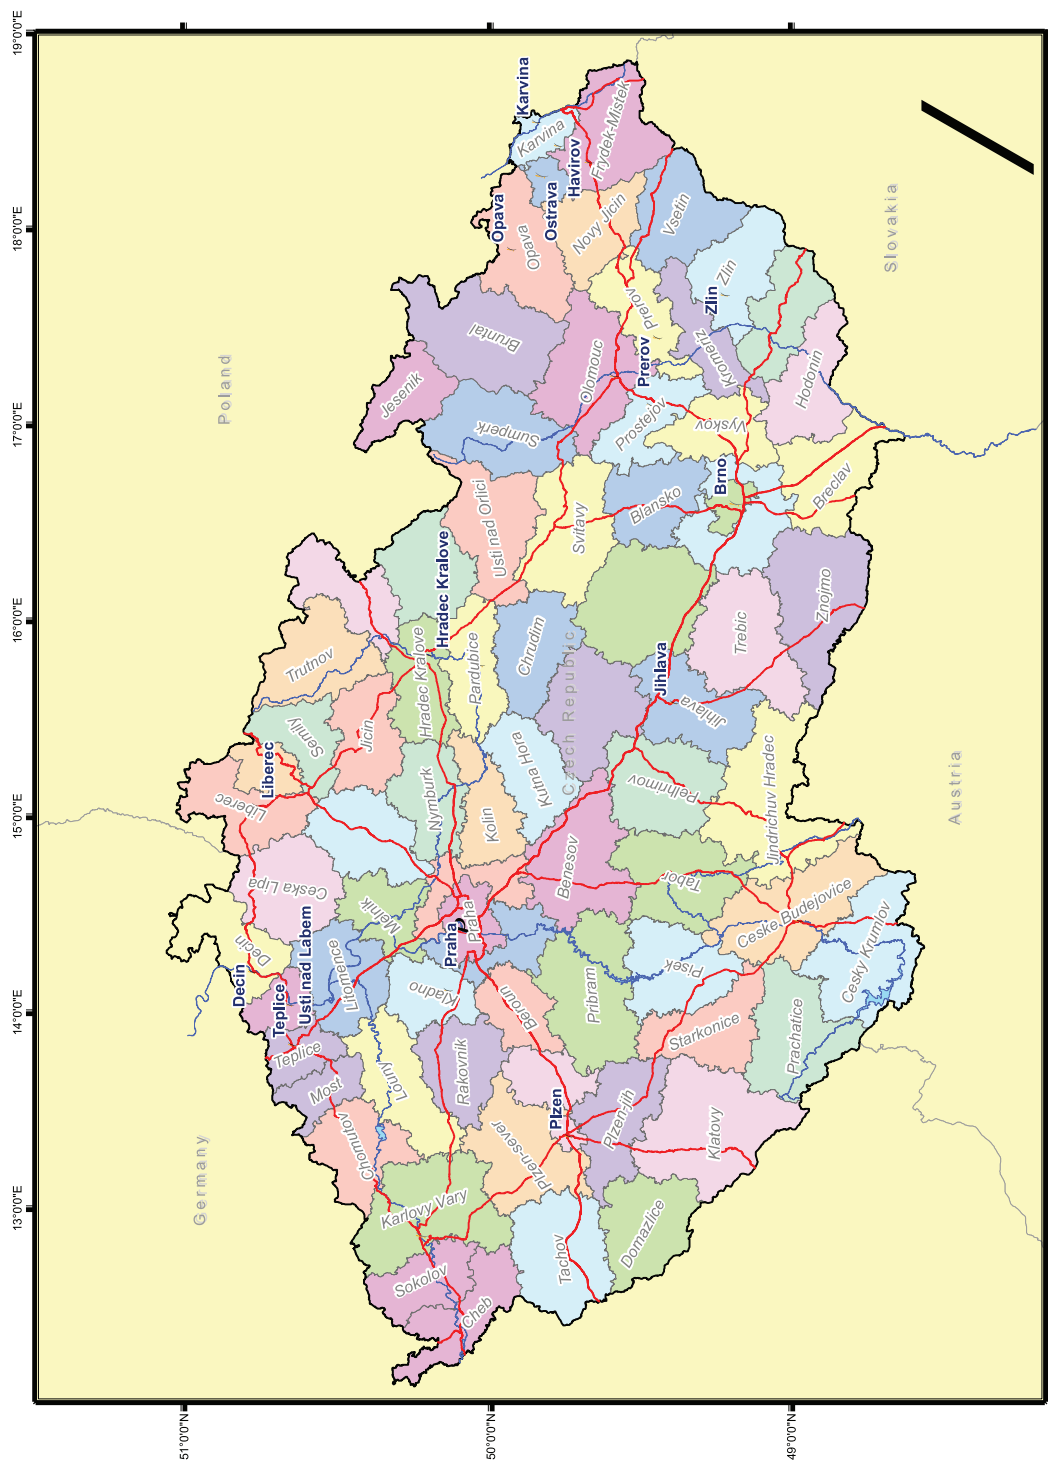 51°0'0"N
50°0'0"N
49°0'0"N
13°0'0"E
14°0'0"E
15°0'0"E
16°0'0"E
17°0'0"E
18°0'0"E
19°0'0"E
Germany
Poland
Czech Republic
Austria
Slovakia
Decin
Teplice
Usti nad Labem
Liberec
Hradec Kralove
Praha
Plzen
Jihlava
Brno
Prerov
Zlin
Opava
Ostrava
Havirov
Karvina
Cheb
Sokolov
Karlovy Vary
Chomutov
Most
Teplice
Decin
Louny
Litomence
Ceska Lipa
Liberec
Melnik
Semily
Jicin
Trutnov
Rakovnik
Kladno
Praha
Nymburk
Hradec Kralove
Pardubice
Kolin
Kutna Hora
Chrudim
Usti nad Orlici
Svitavy
Sumperk
Jesenik
Bruntal
Opava
Karvina
Frydek-Mistek
Novy Jicin
Olomouc
Prerov
Vsetin
Zlin
Kromeriz
Prostejov
Vyskov
Hodonin
Blansko
Breclav
Znojmo
Trebic
Jihlava
Pelhrimov
Jindrichuv Hradec
Benesov
Tabor
Ceske Budejovice
Cesky Krumlov
Pisek
Pribram
Beroun
Prachatice
Starkonice
Plzen-jih
Plzen-sever
Klatovy
Domazlice
Tachov